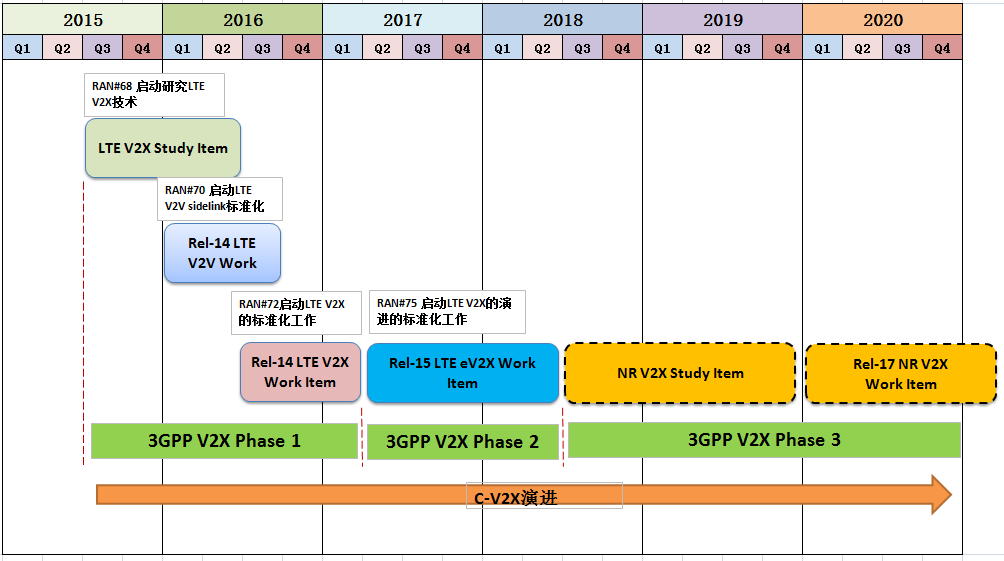 2015 2016 2017 2018 2019 2020
Q1 Q2 Q3 Q4 Q1 Q2 Q3 Q4 Q1 Q2 Q3 Q4 Q1 Q2 Q3 Q4 Q1 Q2 Q3 Q4 Q1 Q2 Q3 Q4
RAN#68 启动研究LTE
V2X技术
LTE V2X Study Item
RAN#70 启动LTE
V2V sidelink标准化
Rel-14 LTE
V2V Work
RAN#72启动LTE V2X
的标准化工作
RAN#75 启动LTE V2X的演
进的标准化工作
Rel-14 LTE V2X
Work Item
Rel-15 LTE eV2X Work
Item
NR V2X Study Item
Rel-17 NR V2X
Work Item
3GPP V2X Phase 1
3GPP V2X Phase 2
3GPP V2X Phase 3
C-V2X演进